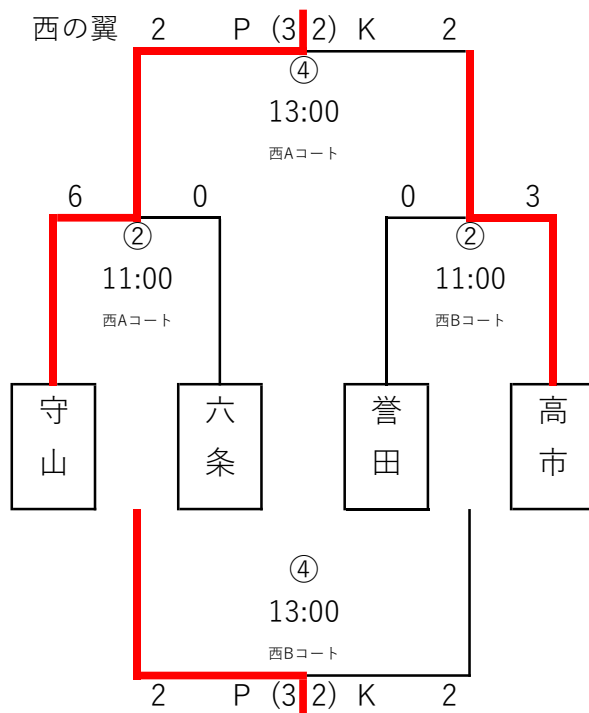 西の翼 2 P (3 2) K 2
④
13:00
西Aコート
6 0 0 3
② ②
11:00 11:00
西Aコート 西Bコート
守山 六条 誉田 高市
④
13:00
西Bコート
2 P (3 2) K 2